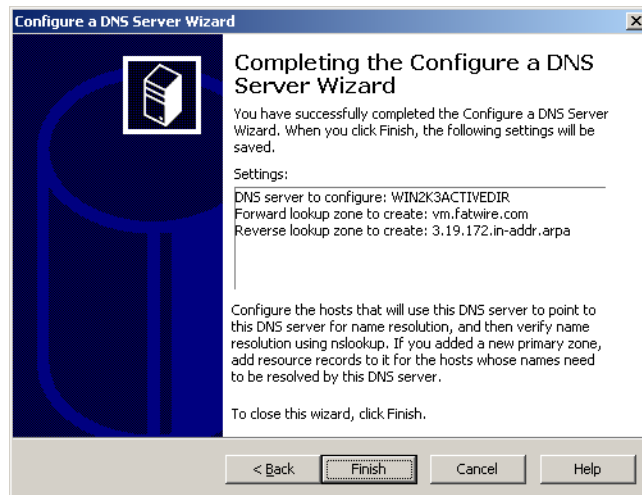 Configure a DNS Server Wizard
Completing the Configure a DNS
Server Wizard
You have successfully completed the Configure a DNS Server
Wizard. When you click Finish, the following settings will be
saved.
Settings:
DNS server to configure: WIN2K3ACTIVEDIR
Forward lookup zone to create: vm.fatwire.com
Reverse lookup zone to create: 3.19.172.in-addr.arpa
Configure the hosts that will use this DNS server to point to
this DNS server for name resolution, and then verify name
resolution using nslookup. If you added a new primary zone,
add resource records to it for the hosts whose names need
to be resolved by this DNS server.
To close this wizard, click Finish.
< Back Finish Cancel Help